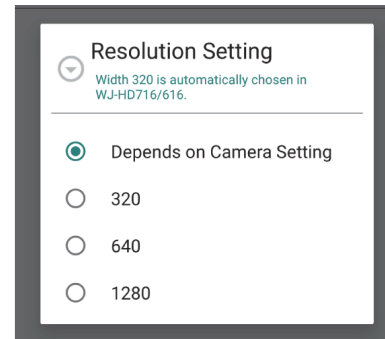 Resolution Setting
Width 320 is automatically chosen in
WJ-HD716/616.
Depends on Camera Setting
320
640
1280